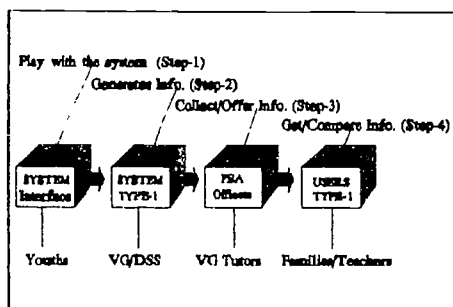 Play with the system (Step-1)
Generates Info. (Step-2)
Collect/Offer Info. (Step-3)
Get/Compare Info. (Step-4)
SYSTEM Interface
SYSTEM TYPE-1
Offices
USERS TYPE-1
Youths
VG/DSS
VG Tutors
Families/Teachers